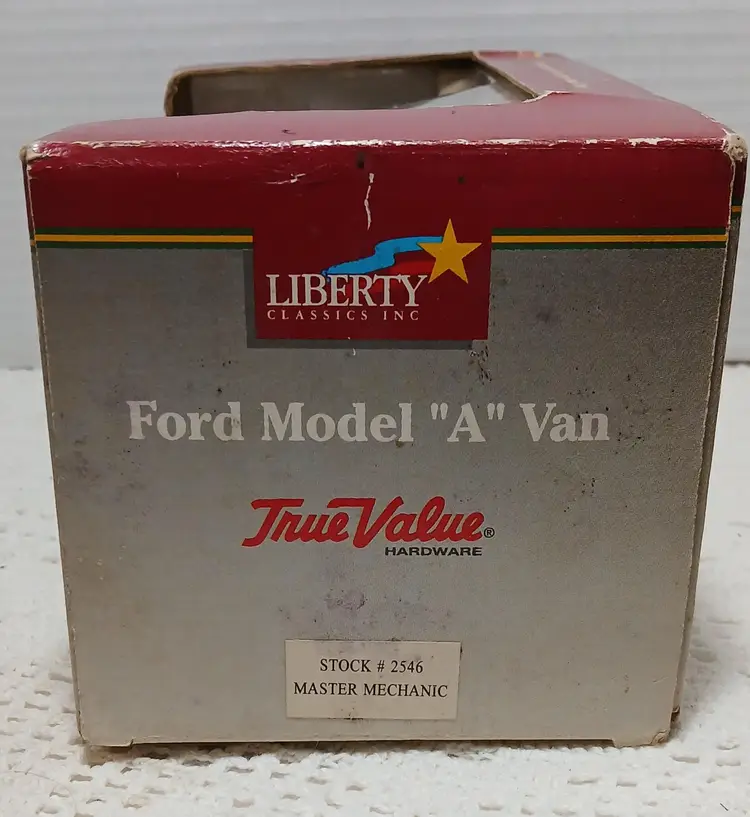 LIBERTY
CLASSICS INC
Ford Model "A" Van
True Value®
HARDWARE
STOCK # 2546
MASTER MECHANIC